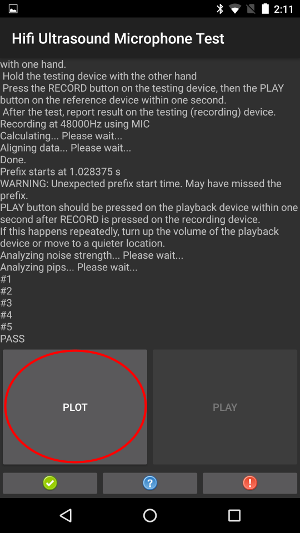 2:11
Hifi Ultrasound Microphone Test
with one hand.
Hold the testing device with the other hand
Press the RECORD button on the testing device, then the PLAY
button on the reference device within one second.
After the test, report result on the testing (recording) device.
Recording at 48000Hz using MIC
Calculating... Please wait...
Aligning data... Please wait...
Done.
Prefix starts at 1.028375 s
WARNING: Unexpected prefix start time. May have missed the
prefix.
PLAY button should be pressed on the playback device within one
second after RECORD is pressed on the recording device.
If this happens repeatedly, turn up the volume of the playback
device or move to a quieter location.
Analyzing noise strength... Please wait...
Analyzing pips... Please wait...
#1
#2
#3
#4
#5
PASS
PLOT
PLAY